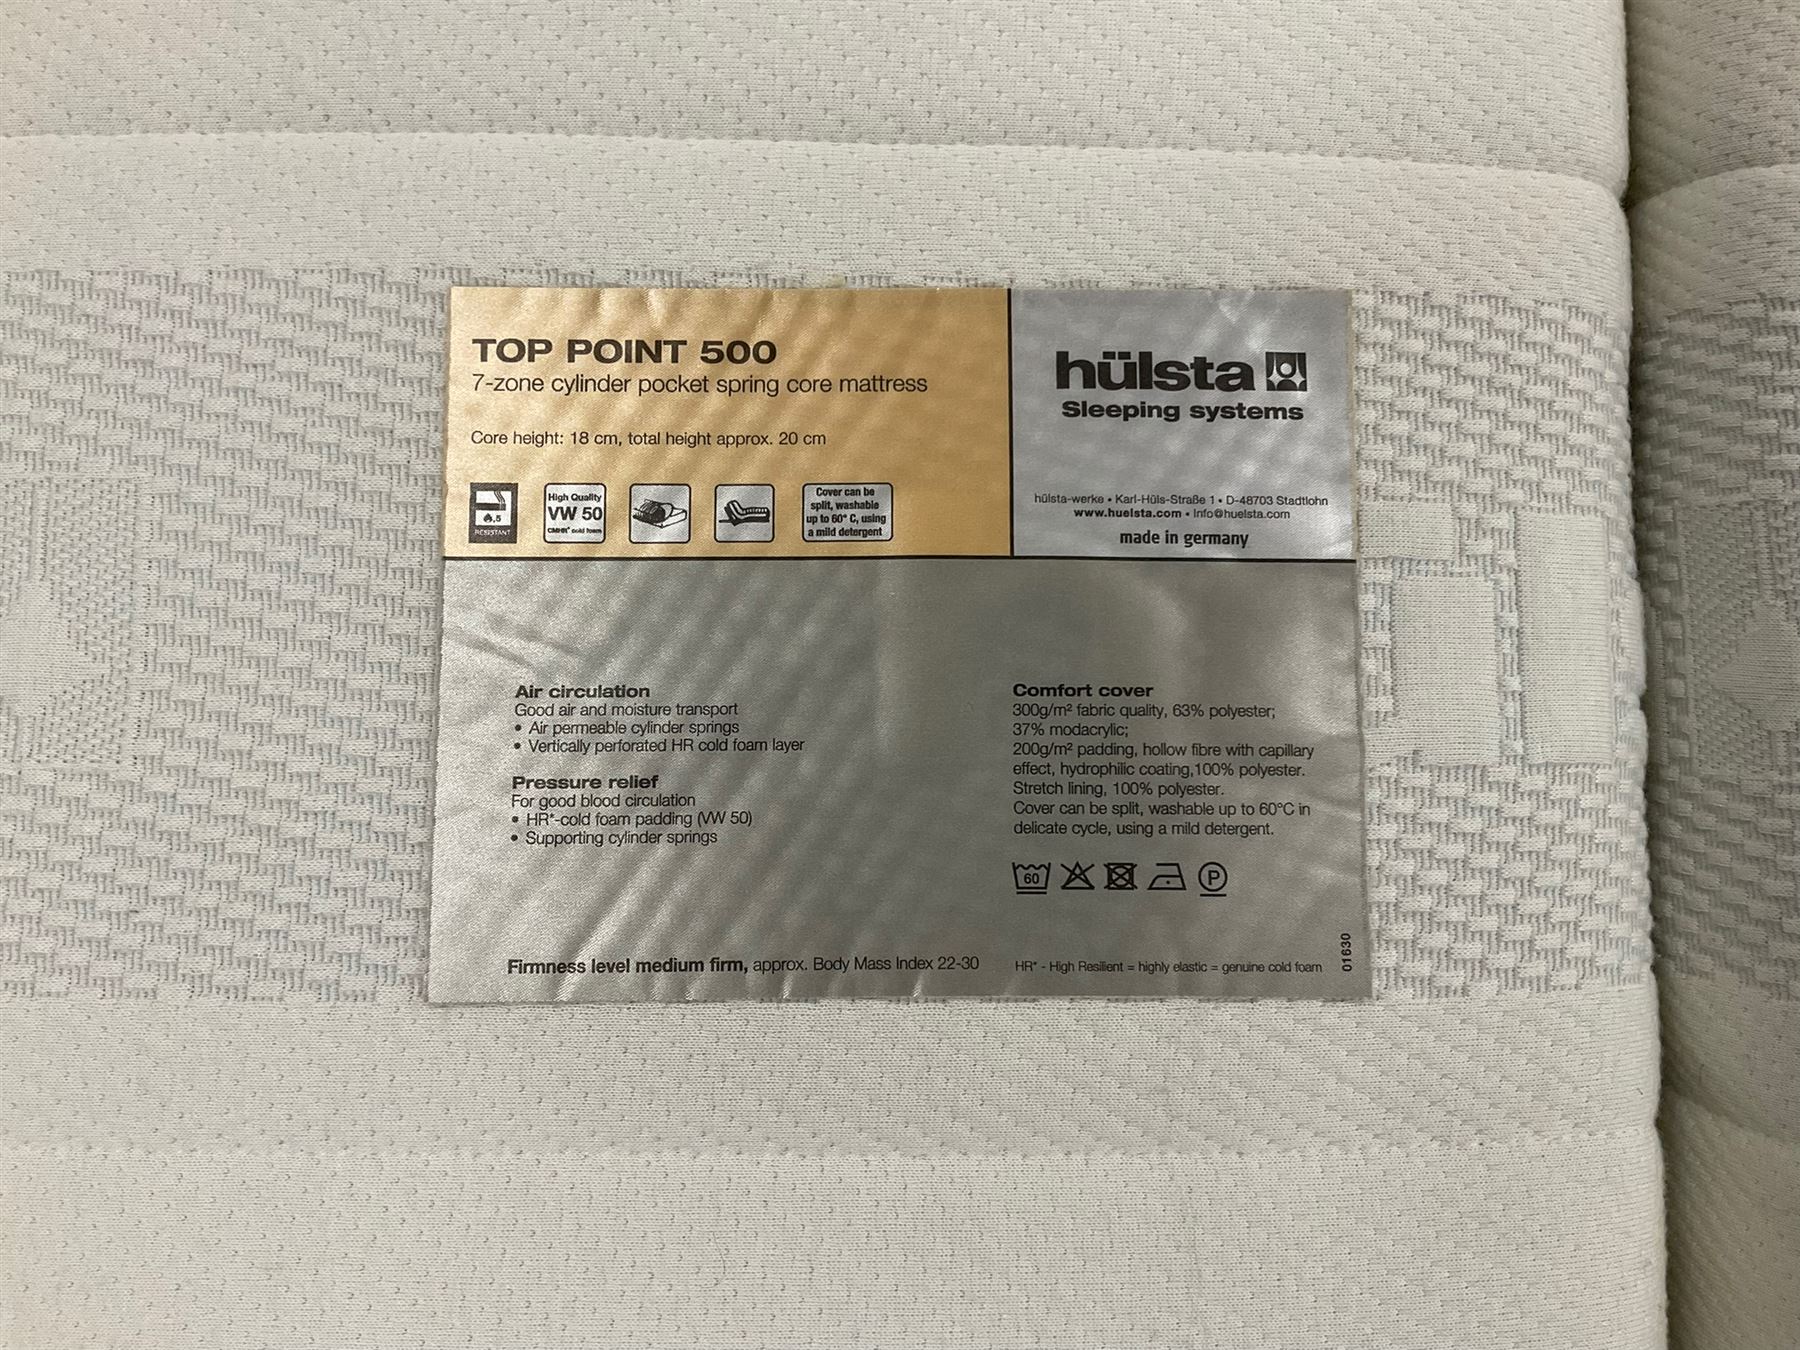 TOP POINT 500
7-zone cylinder pocket spring core mattress
Core height: 18 cm, total height approx. 20 cm
.5
RESISTANT
High Quality
VW 50
CMHR* cold foam
Cover can be
split, washable
up to 60° C, using
a mild detergent
hülsta
Sleeping systems
hülsta-werke • Karl-Hüls-Straße 1 • D-48703 Stadtlohn
www.huelsta.com • Info@huelsta.com
made in germany
Air circulation
Good air and moisture transport
• Air permeable cylinder springs
• Vertically perforated HR cold foam layer
Pressure relief
For good blood circulation
• HR*-cold foam padding (VW 50)
• Supporting cylinder springs
Comfort cover
300g/m² fabric quality, 63% polyester;
37% modacrylic;
200g/m² padding, hollow fibre with capillary
effect, hydrophilic coating,100% polyester.
Stretch lining, 100% polyester.
Cover can be split, washable up to 60°C in
delicate cycle, using a mild detergent.
60
P
Firmness level medium firm, approx. Body Mass Index 22-30
HR* - High Resilient = highly elastic = genuine cold foam
01630